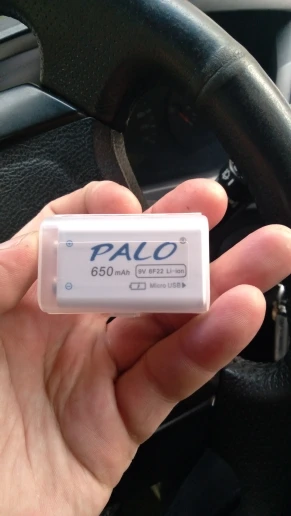 PALO
650mAh 9V 6F22 Li-ion
Micro USB